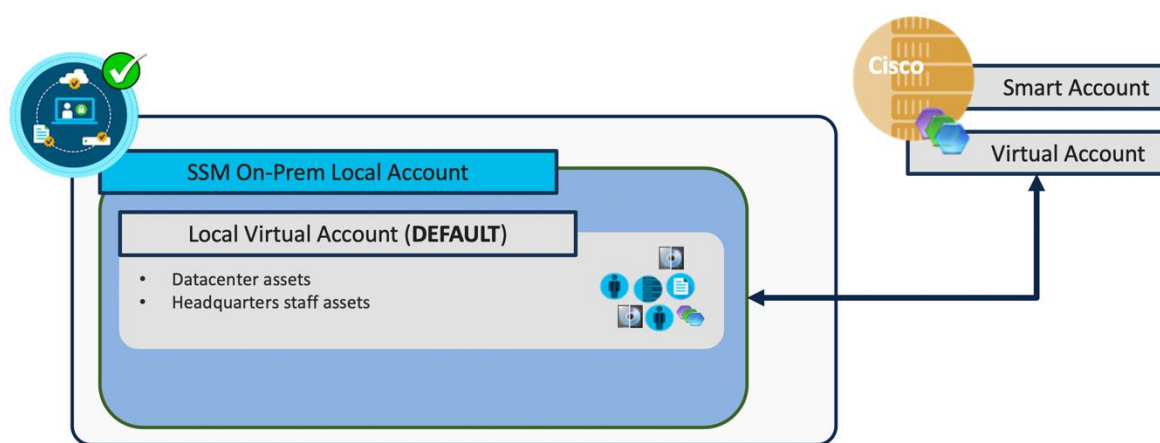 Cisco
Smart Account
Virtual Account
SSM On-Prem Local Account
Local Virtual Account (DEFAULT)
• Datacenter assets
• Headquarters staff assets